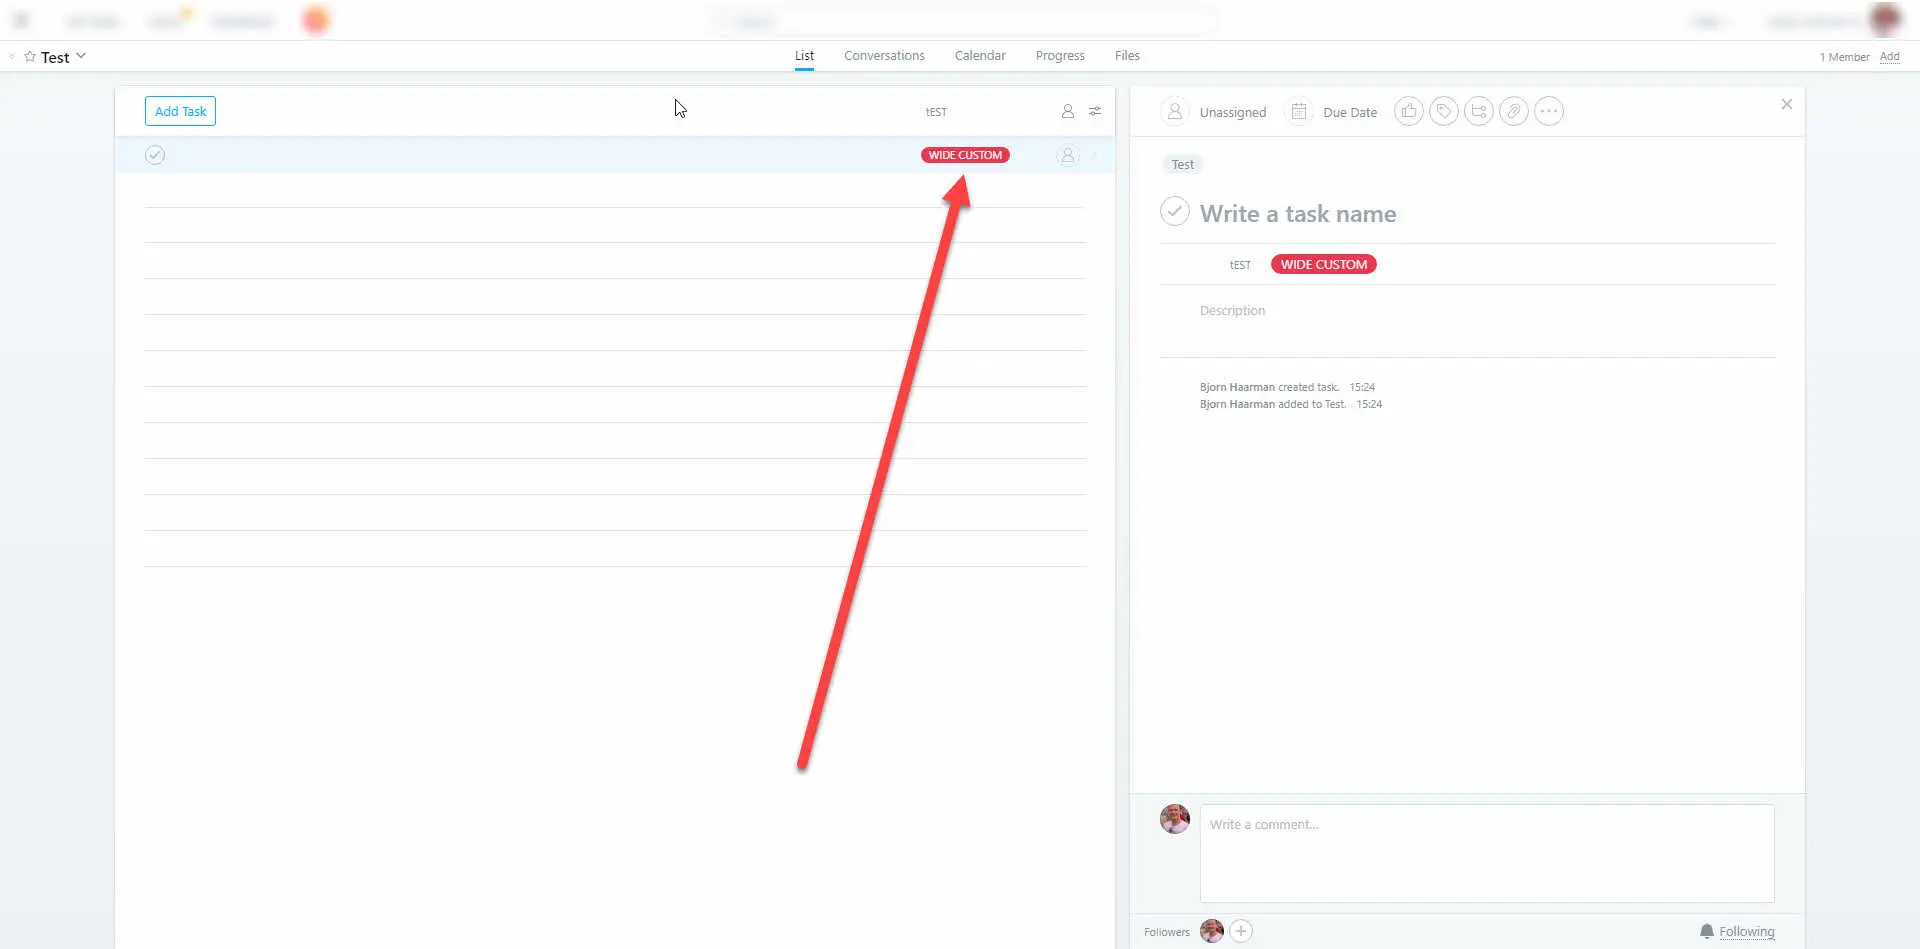 Test
List Conversations Calendar Progress Files
1 Member Add
Add Task
tEST
WIDE CUSTOM
Unassigned Due Date
Test
Write a task name
tEST WIDE CUSTOM
Description
Bjorn Haarman created task. 15:24
Bjorn Haarman added to Test. 15:24
Write a comment...
Followers
Following